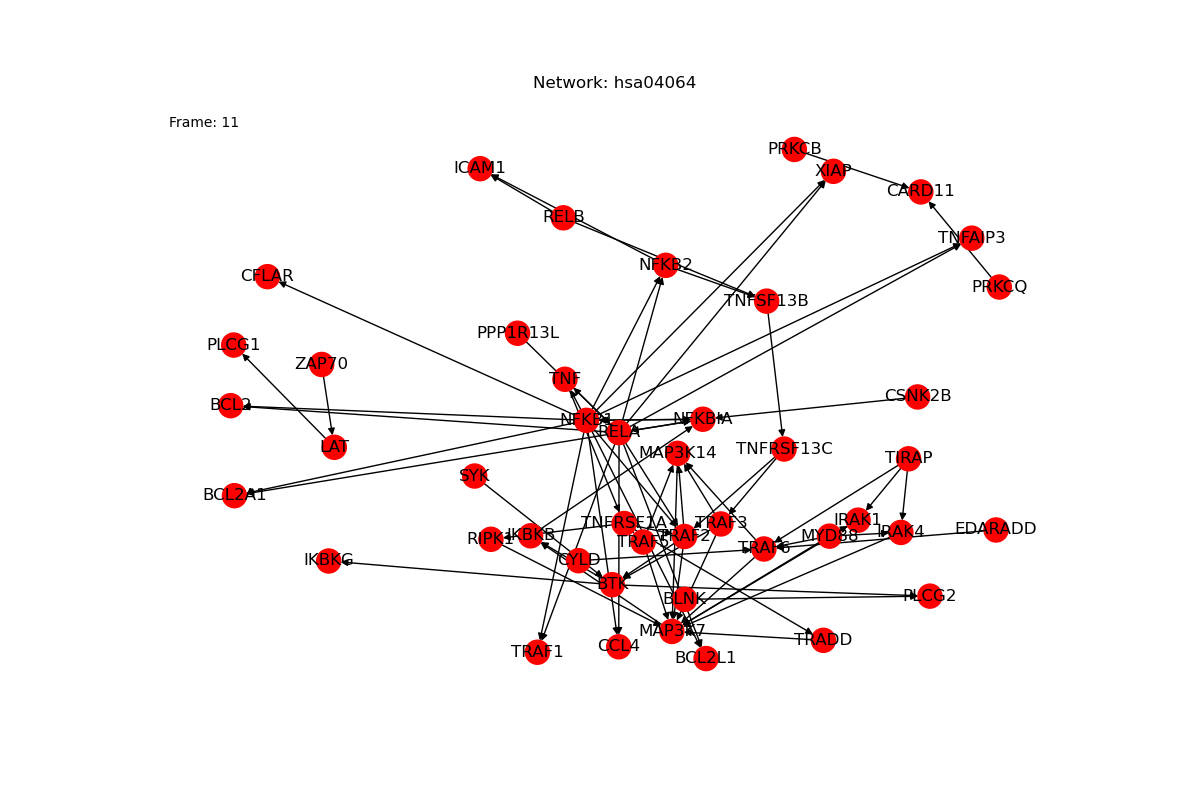 Network: hsa04064
Frame: 11
PRKCB
ICAM1
XIAP
CARD11
RELB
TNFAIP3
NFKB2
CFLAR
PRKCQ
TNFSF13B
PPP1R13L
PLCG1
ZAP70
TNF
CSNK2B
BCL2
NFKB1
NFKBIA
RELA
LAT
TNFRSF13C
MAP3K14
TIRAP
SYK
BCL2A1
IRAK1
TNFRSF1A
TRAF3
EDARADD
IRAK4
IKBKB
TRAF2
MYD88
RIPK1
TRAF5
TRAF6
IKBKG
CYLD
BTK
PLCG2
BLNK
MAP3K7
TRADD
CCL4
TRAF1
BCL2L1